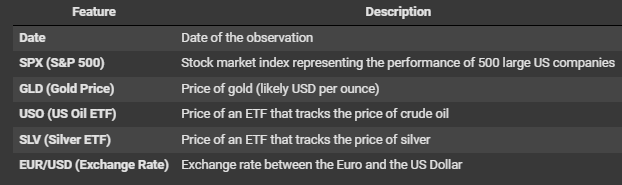 Feature Description
Date Date of the observation
SPX (S&P 500) Stock market index representing the performance of 500 large US companies
GLD (Gold Price) Price of gold (likely USD per ounce)
USO (US Oil ETF) Price of an ETF that tracks the price of crude oil
SLV (Silver ETF) Price of an ETF that tracks the price of silver
EUR/USD (Exchange Rate) Exchange rate between the Euro and the US Dollar